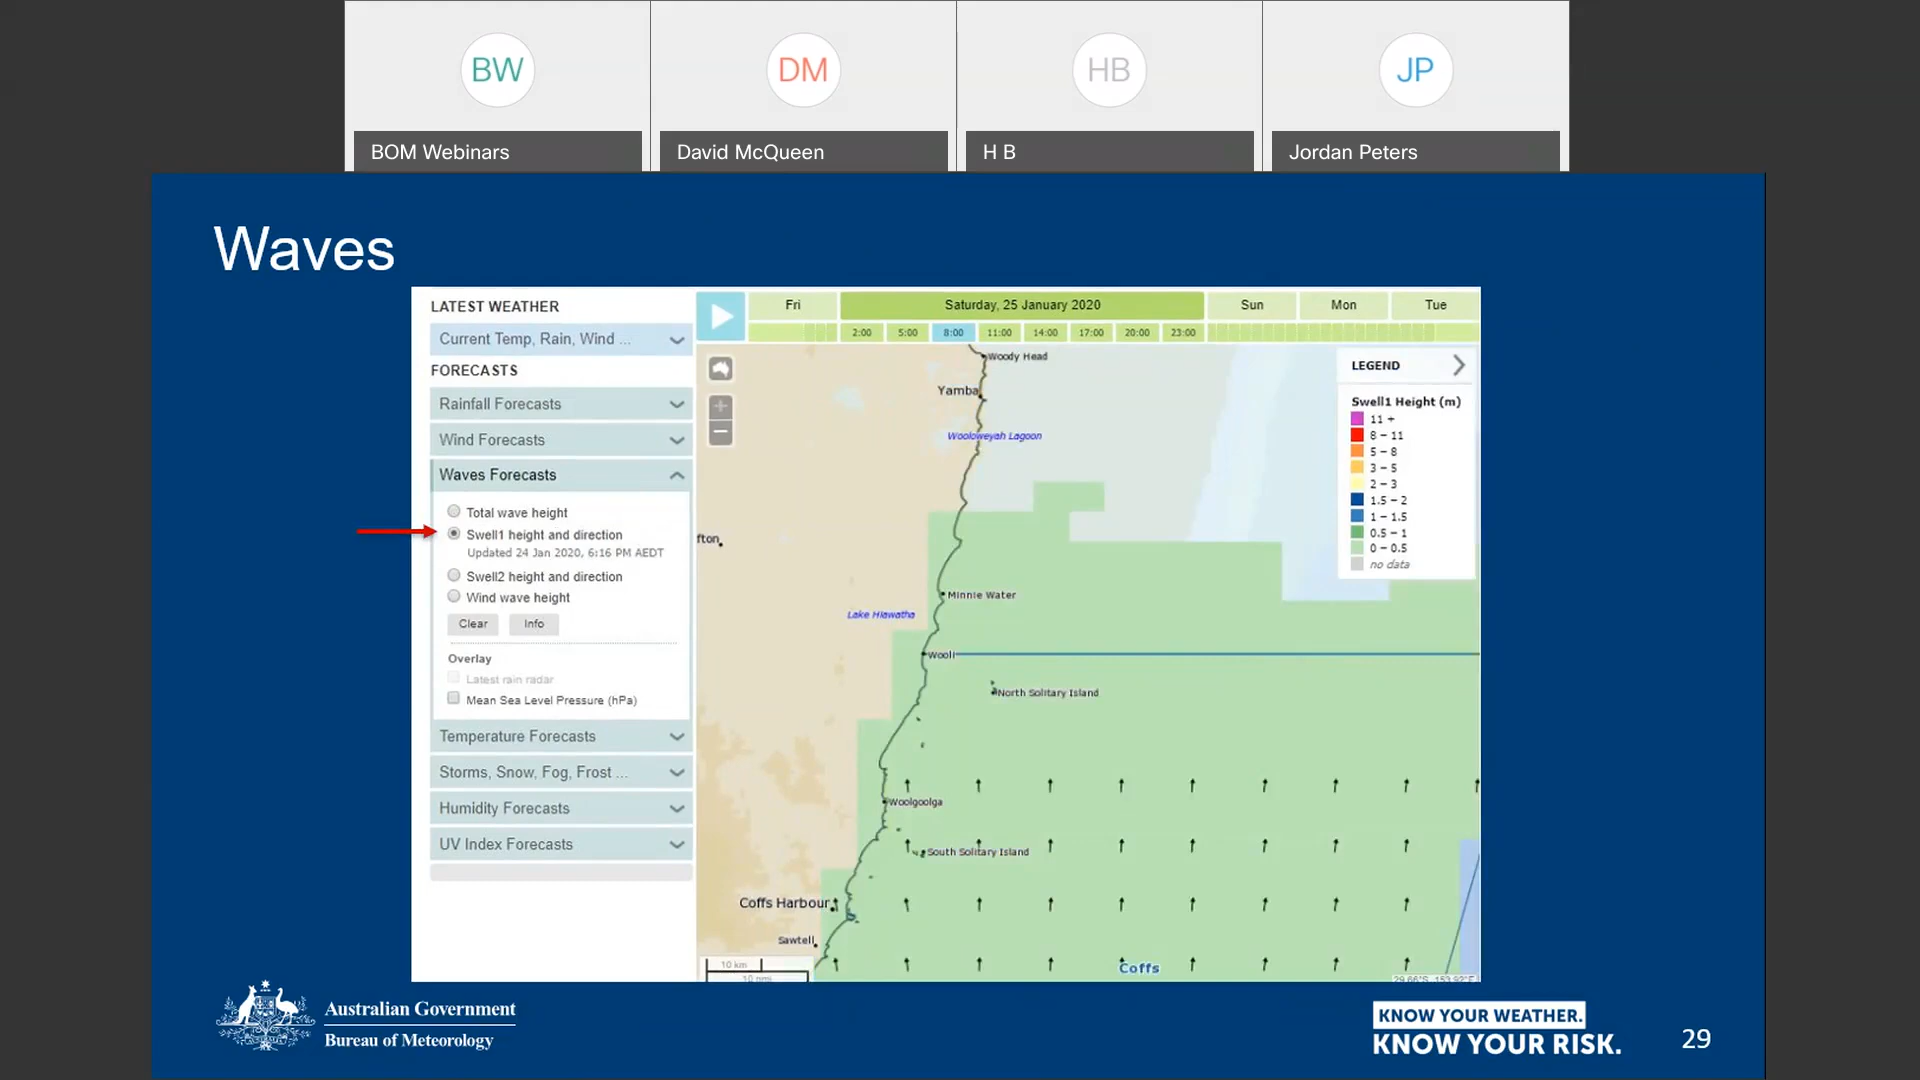 BW
DM
HB
JP
BOM Webinars
David McQueen
H B
Jordan Peters
Waves
LATEST WEATHER
Current Temp, Rain, Wind ...
FORECASTS
Rainfall Forecasts
Wind Forecasts
Waves Forecasts
Total wave height
Swell1 height and direction
Updated 24 Jan 2020, 6:16 PM AEDT
Swell2 height and direction
Wind wave height
Clear
Info
Overlay
Latest rain radar
Mean Sea Level Pressure (hPa)
Temperature Forecasts
Storms, Snow, Fog, Frost ...
Humidity Forecasts
UV Index Forecasts
Fri
Saturday, 25 January 2020
Sun
Mon
Tue
2:00
5:00
8:00
11:00
14:00
17:00
20:00
23:00
Woody Head
Yamba
Wooloweyah Lagoon
fton
Minnie Water
Lake Hiawatha
Wooli
North Solitary Island
Woolgoolga
South Solitary Island
Coffs Harbour
Sawtell
Coffs
10 km
10 nmi
29.66°S, 153.92°E
LEGEND
Swell1 Height (m)
11 +
8 – 11
5 – 8
3 – 5
2 – 3
1.5 – 2
1 – 1.5
0.5 – 1
0 – 0.5
no data
Australian Government
Bureau of Meteorology
KNOW YOUR WEATHER.
KNOW YOUR RISK.
29